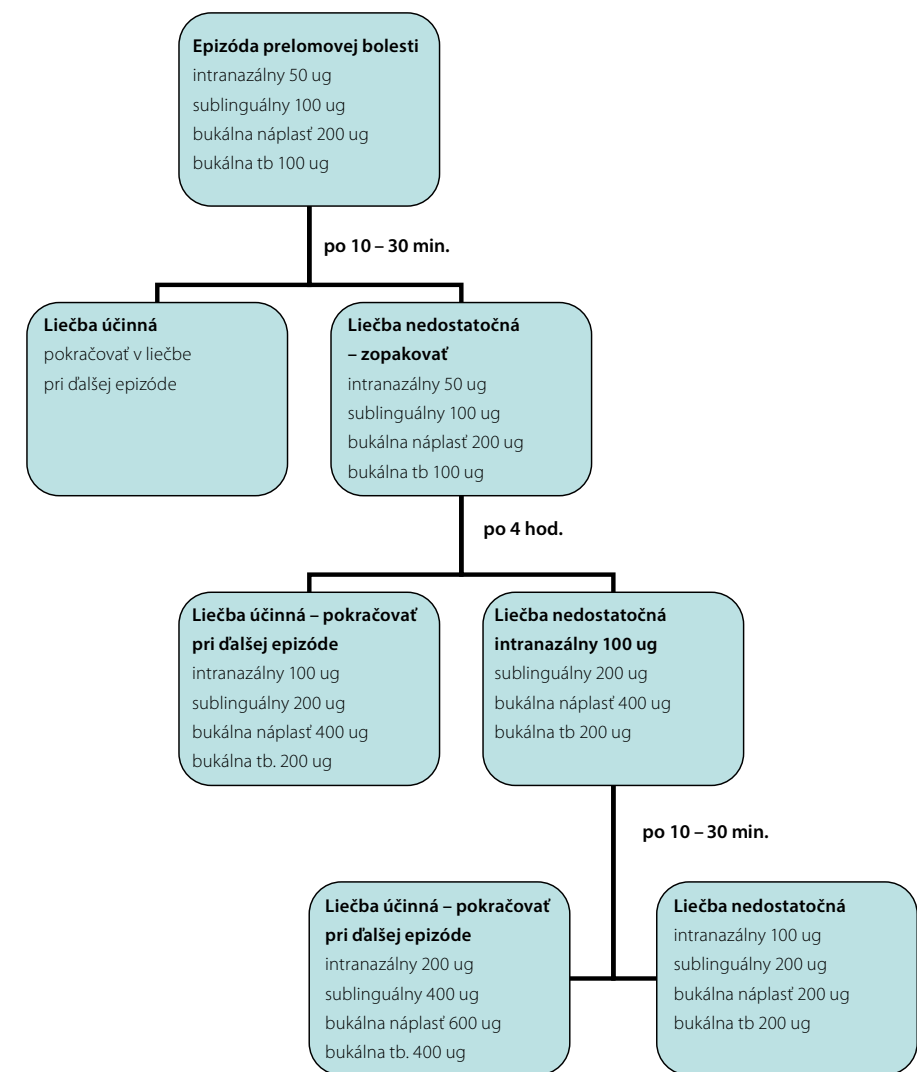 Epizóda prelomovej bolesti
intranazálny 50 ug
sublinguálny 100 ug
bukálna náplasť 200 ug
bukálna tb 100 ug
po 10 – 30 min.
Liečba účinná
pokračovať v liečbe
pri ďalšej epizóde
Liečba nedostatočná
– zopakovať
intranazálny 50 ug
sublinguálny 100 ug
bukálna náplasť 200 ug
bukálna tb 100 ug
po 4 hod.
Liečba účinná – pokračovať
pri ďalšej epizóde
intranazálny 100 ug
sublinguálny 200 ug
bukálna náplasť 400 ug
bukálna tb. 200 ug
Liečba nedostatočná
intranazálny 100 ug
sublinguálny 200 ug
bukálna náplasť 400 ug
bukálna tb 200 ug
po 10 – 30 min.
Liečba účinná – pokračovať
pri ďalšej epizóde
intranazálny 200 ug
sublinguálny 400 ug
bukálna náplasť 600 ug
bukálna tb. 400 ug
Liečba nedostatočná
intranazálny 100 ug
sublinguálny 200 ug
bukálna náplasť 200 ug
bukálna tb 200 ug